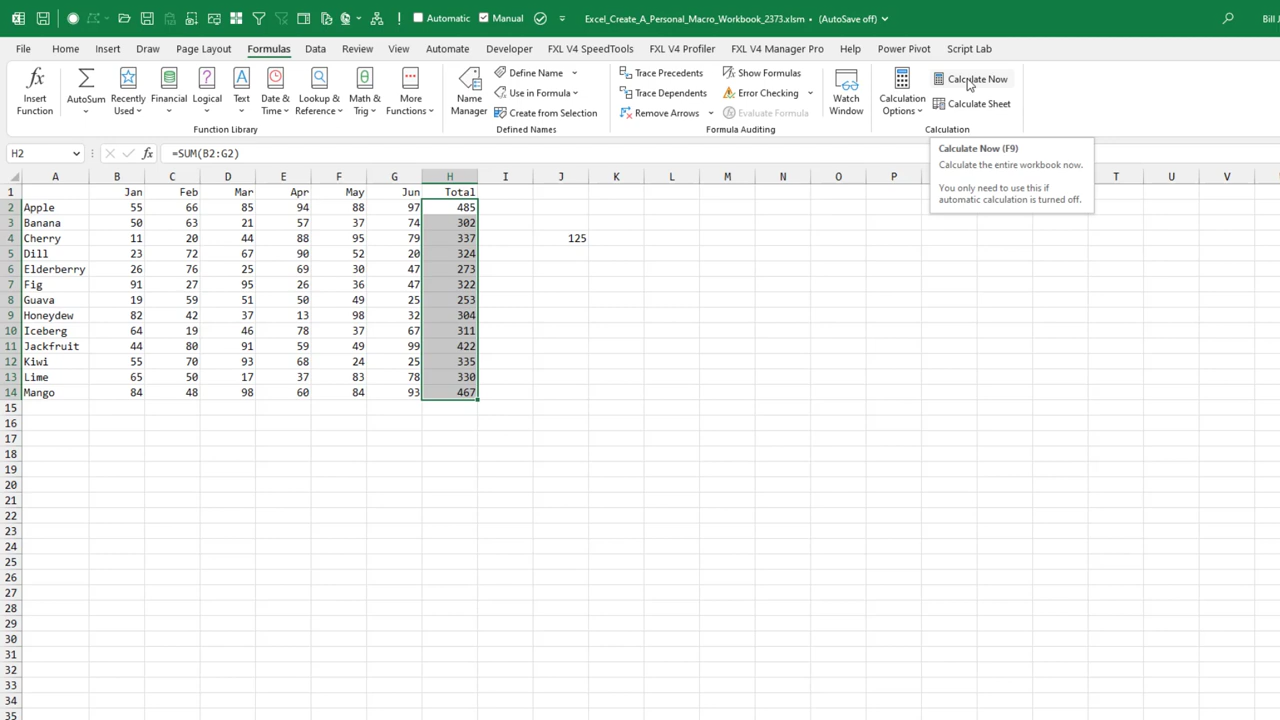 Automatic Manual Excel_Create_A_Personal_Macro_Workbook_2373.xlsm • (AutoSave off) Bill J
File Home Insert Draw Page Layout Formulas Data Review View Automate Developer FXL V4 SpeedTools FXL V4 Profiler FXL V4 Manager Pro Help Power Pivot Script Lab
Insert Function
AutoSum
Recently Used
Financial
Logical
Text
Date & Time
Lookup & Reference
Math & Trig
More Functions
Function Library
Name Manager
Define Name
Use in Formula
Create from Selection
Defined Names
Trace Precedents
Trace Dependents
Remove Arrows
Show Formulas
Error Checking
Evaluate Formula
Formula Auditing
Watch Window
Calculation Options
Calculate Now
Calculate Sheet
Calculation
H2 fx =SUM(B2:G2)
Calculate Now (F9)
Calculate the entire workbook now.
You only need to use this if
automatic calculation is turned off.
A B C D E F G H I J K L M N O P T U V
1 Jan Feb Mar Apr May Jun Total
2 Apple 55 66 85 94 88 97 485
3 Banana 50 63 21 57 37 74 302
4 Cherry 11 20 44 88 95 79 337 125
5 Dill 23 72 67 90 52 20 324
6 Elderberry 26 76 25 69 30 47 273
7 Fig 91 27 95 26 36 47 322
8 Guava 19 59 51 50 49 25 253
9 Honeydew 82 42 37 13 98 32 304
10 Iceberg 64 19 46 78 37 67 311
11 Jackfruit 44 80 91 59 49 99 422
12 Kiwi 55 70 93 68 24 25 335
13 Lime 65 50 17 37 83 78 330
14 Mango 84 48 98 60 84 93 467
15
16
17
18
19
20
21
22
23
24
25
26
27
28
29
30
31
32
33
34